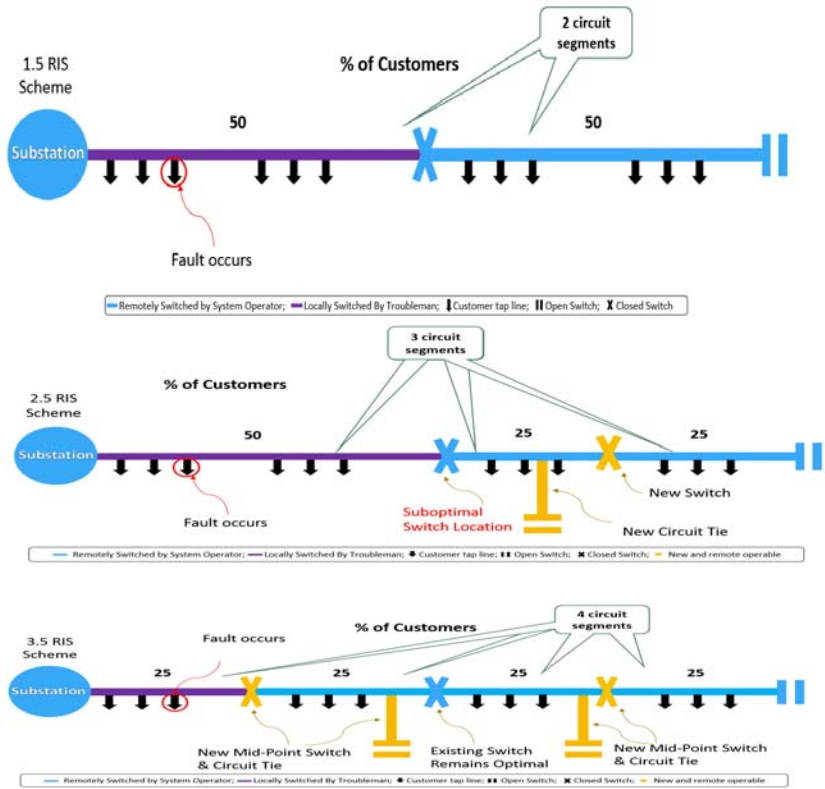 2 circuit
segments
1.5 RIS
Scheme
% of Customers
50
50
Substation
Fault occurs
Remotely Switched by System Operator; Locally Switched By Troubleman; Customer tap line; Open Switch; Closed Switch
3 circuit
segments
% of Customers
2.5 RIS
Scheme
50
25
25
Substation
New Switch
Suboptimal
Switch Location
Fault occurs
New Circuit Tie
Remotely Switched by System Operator; Locally Switched By Troubleman; Customer tap line; Open Switch; Closed Switch; New and remote operable
4 circuit
segments
% of Customers
Fault occurs
3.5 RIS
Scheme
25
25
25
25
Substation
New Mid-Point Switch
& Circuit Tie
Existing Switch
Remains Optimal
New Mid-Point Switch
& Circuit Tie
Remotely Switched by System Operator; Locally Switched By Troubleman; Customer tap line; Open Switch; Closed Switch; New and remote operable